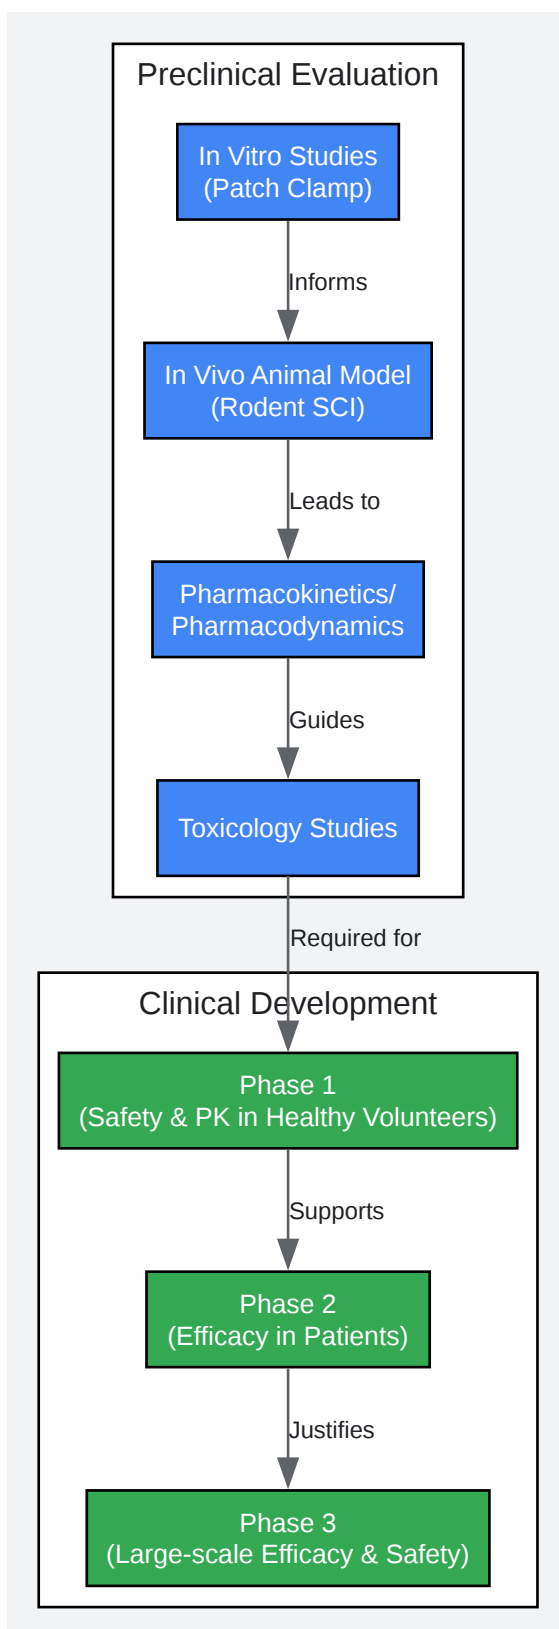 Preclinical Evaluation
In Vitro Studies
(Patch Clamp)
Informs
In Vivo Animal Model
(Rodent SCI)
Leads to
Pharmacokinetics/
Pharmacodynamics
Guides
Toxicology Studies
Required for
Clinical Development
Phase 1
(Safety & PK in Healthy Volunteers)
Supports
Phase 2
(Efficacy in Patients)
Justifies
Phase 3
(Large-scale Efficacy & Safety)